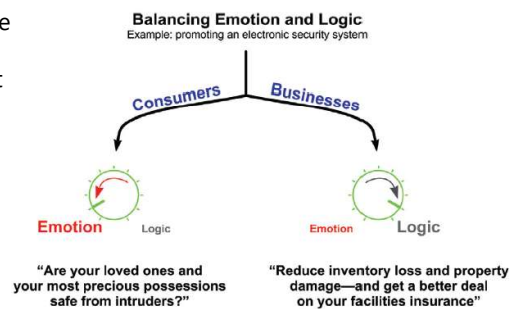 e
t
Balancing Emotion and Logic
Example: promoting an electronic security system
Consumers
Businesses
Emotion
Logic
Emotion
Logic
“Are your loved ones and
your most precious possessions
safe from intruders?”
“Reduce inventory loss and property
damage—and get a better deal
on your facilities insurance”